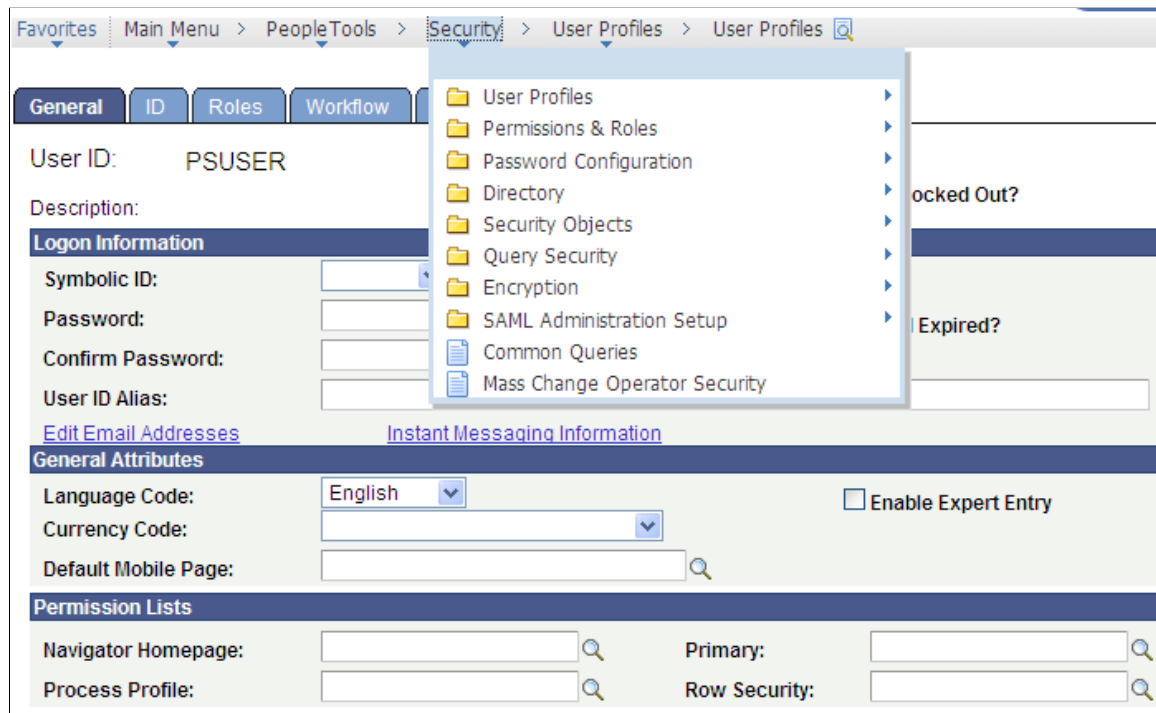 Favorites Main Menu > PeopleTools > Security > User Profiles > User Profiles
General ID Roles Workflow
User Profiles
Permissions & Roles
Password Configuration
Directory
Security Objects
Query Security
Encryption
SAML Administration Setup
Common Queries
Mass Change Operator Security
User ID: PSUSER
Description: ocked Out?
Logon Information
Symbolic ID:
Password: Expired?
Confirm Password:
User ID Alias:
Edit Email Addresses Instant Messaging Information
General Attributes
Language Code: English Enable Expert Entry
Currency Code:
Default Mobile Page:
Permission Lists
Navigator Homepage: Primary:
Process Profile: Row Security: